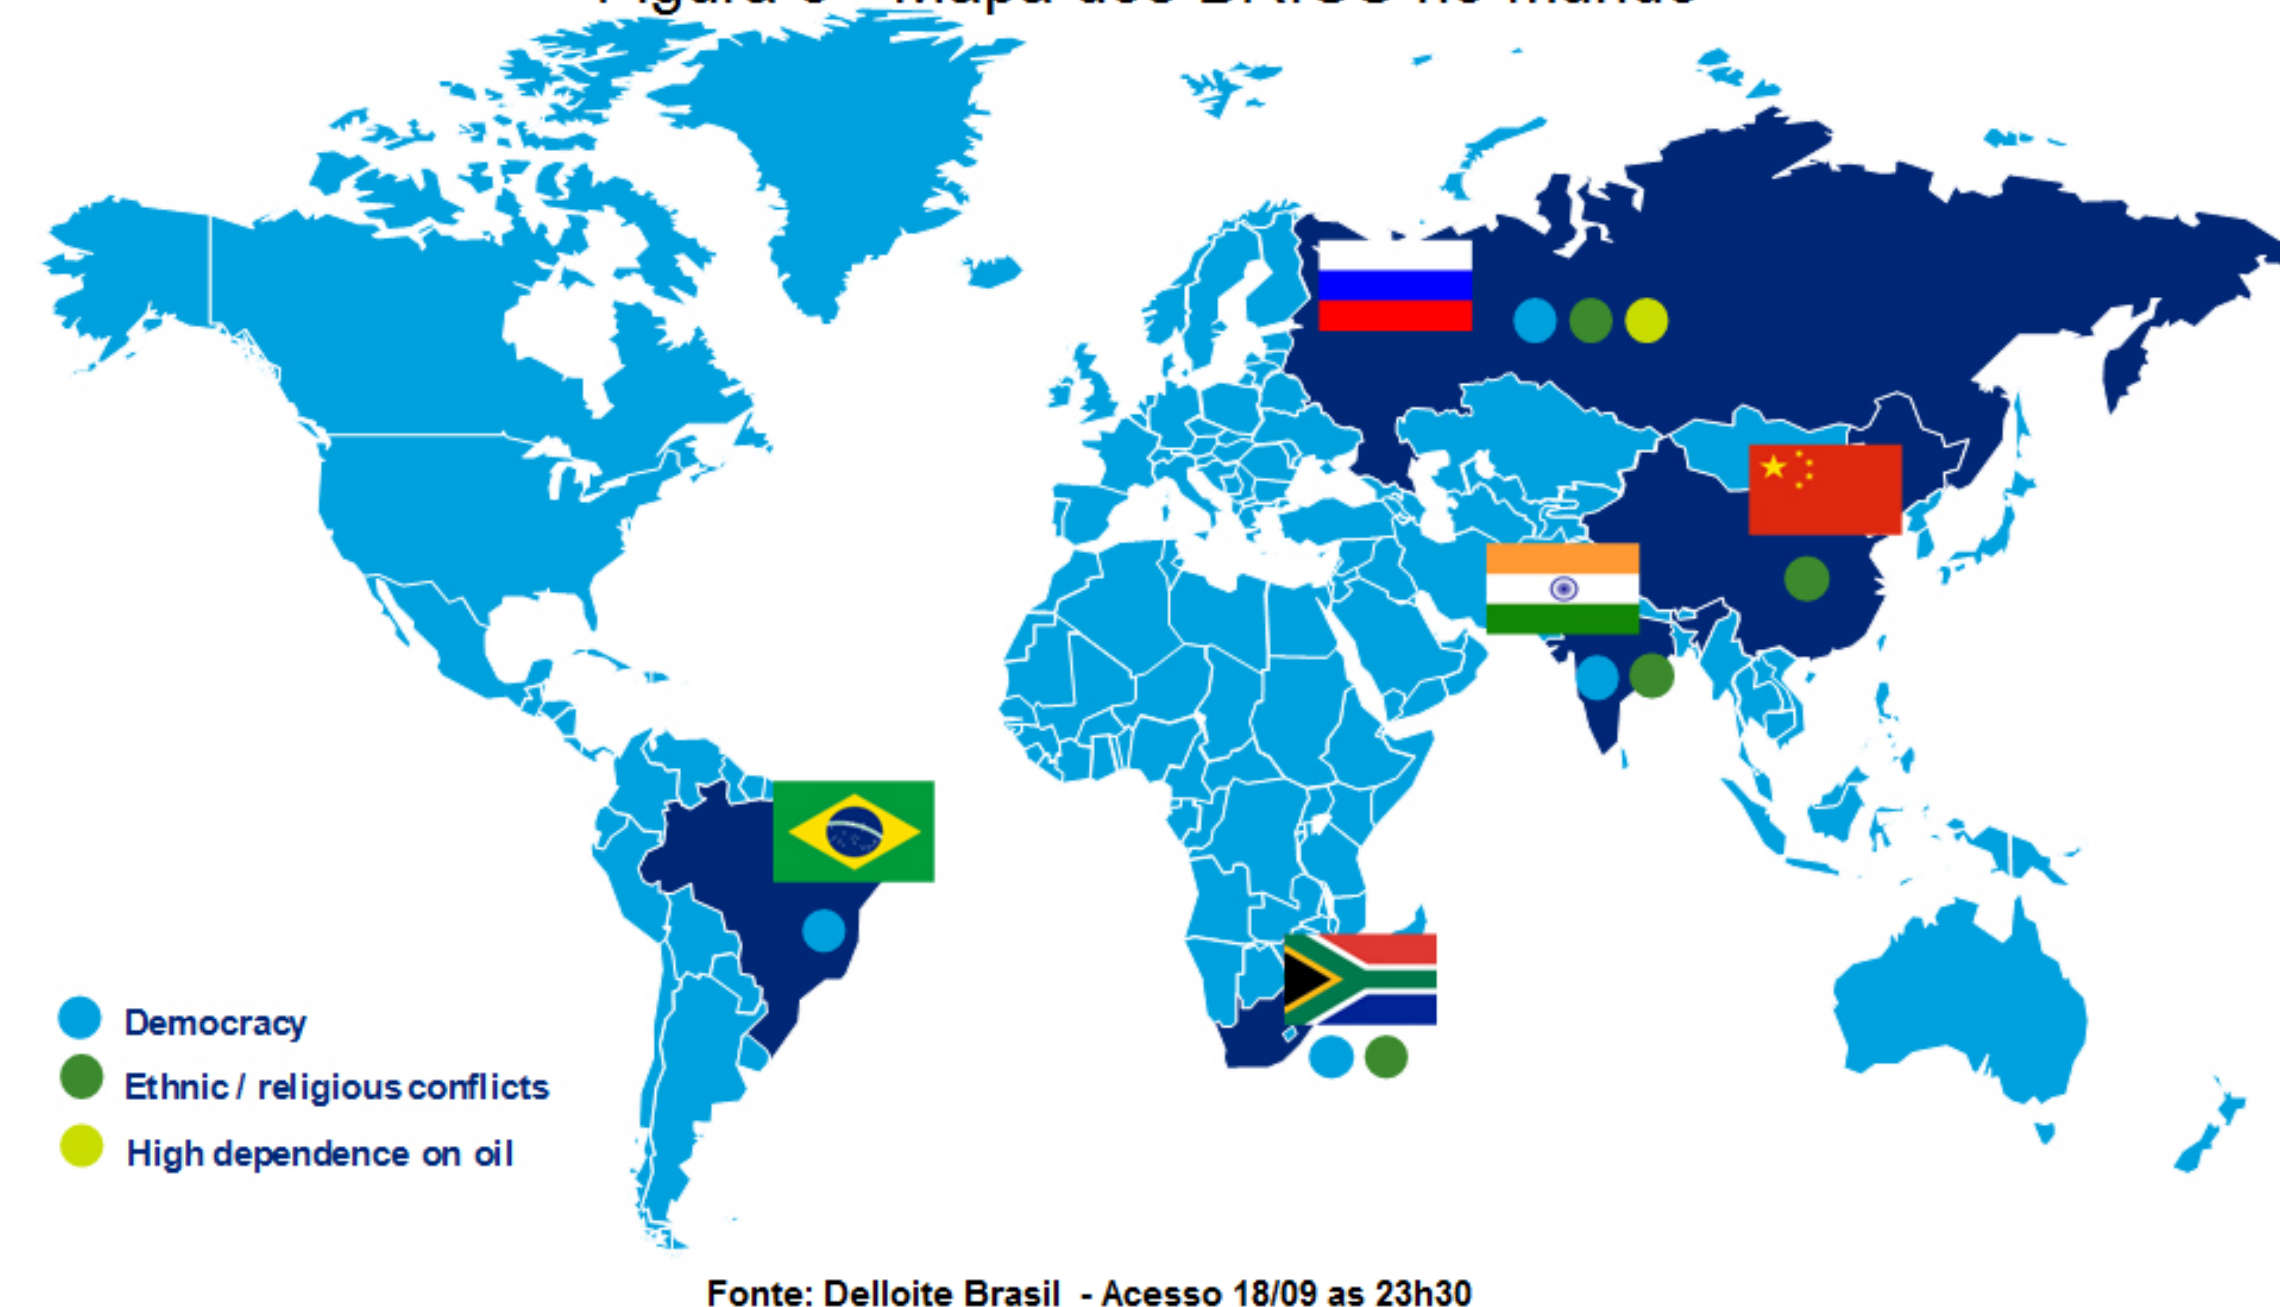 Democracy
Ethnic / religious conflicts
High dependence on oil
Fonte: Delloite Brasil - Acesso 18/09 as 23h30